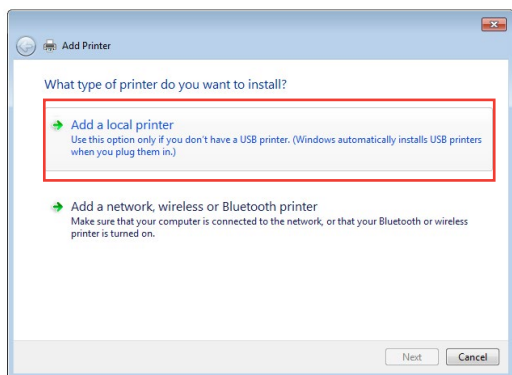 Add Printer
What type of printer do you want to install?
Add a local printer
Use this option only if you don't have a USB printer. (Windows automatically installs USB printers
when you plug them in.)
Add a network, wireless or Bluetooth printer
Make sure that your computer is connected to the network, or that your Bluetooth or wireless
printer is turned on.
Next Cancel